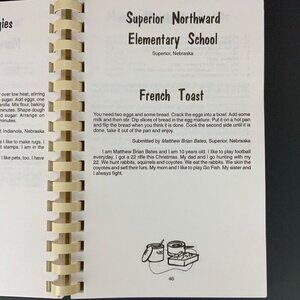 gies
over low heat, stirring
sugar. Add eggs, one
vanilla. Mix flour, baking
minutes. Shape dough
sugar. Arrange on
minutes.
Indianola, Nebraska
I like to make rugs. I
stamps. I am in the
I like pets, too. I have
Superior Northward
Elementary School
Superior, Nebraska
French Toast
You need two eggs and some bread. Crack the eggs into a bowl. Add some
milk and then stir. Dip slices of bread in the egg mixture. Put it on a hot pan
and flip the bread when you think it is done. Cook the second side until it is
done, take it out of the pan and enjoy.
Submitted by Matthew Brian Bates, Superior, Nebraska
I am Matthew Brian Bates and I am 10 years old. I like to play football
everyday. I got a 22 rifle this Christmas. My dad and I go hunting with my
22. We hunt rabbits, squirrels and coyotes. We eat the rabbits. We skin the
coyotes and sell their furs. My mom and I like to play Go Fish. My sister and
I always fight.
46